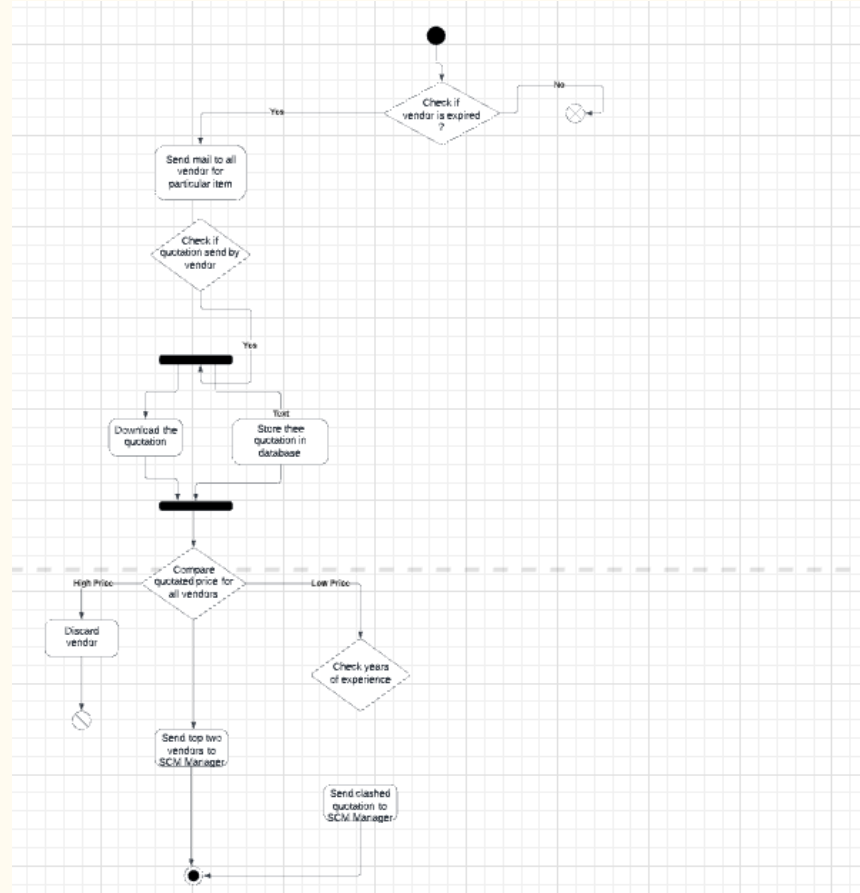 Check if
vendor is expired
?
No
Yes
Send mail to all
vendor for
particular item
Check if
quotation send by
vendor
Yes
Download the
quotation
Text
Store thee
quotation in
database
Compare
quotated price for
all vendors
High Price
Low Price
Discard
vendor
Check years
of experience
Send top two
vendors to
SCM Manager
Send clashed
quotation to
SCM Manager